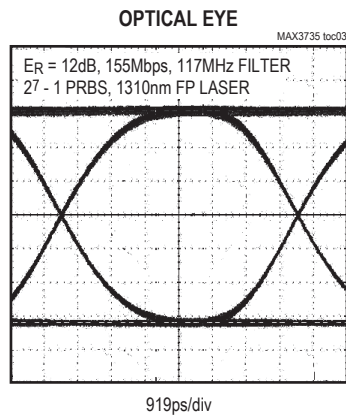 OPTICAL EYE
MAX3735 toc03
ER = 12dB, 155Mbps, 117MHz FILTER
2⁷ - 1 PRBS, 1310nm FP LASER
919ps/div